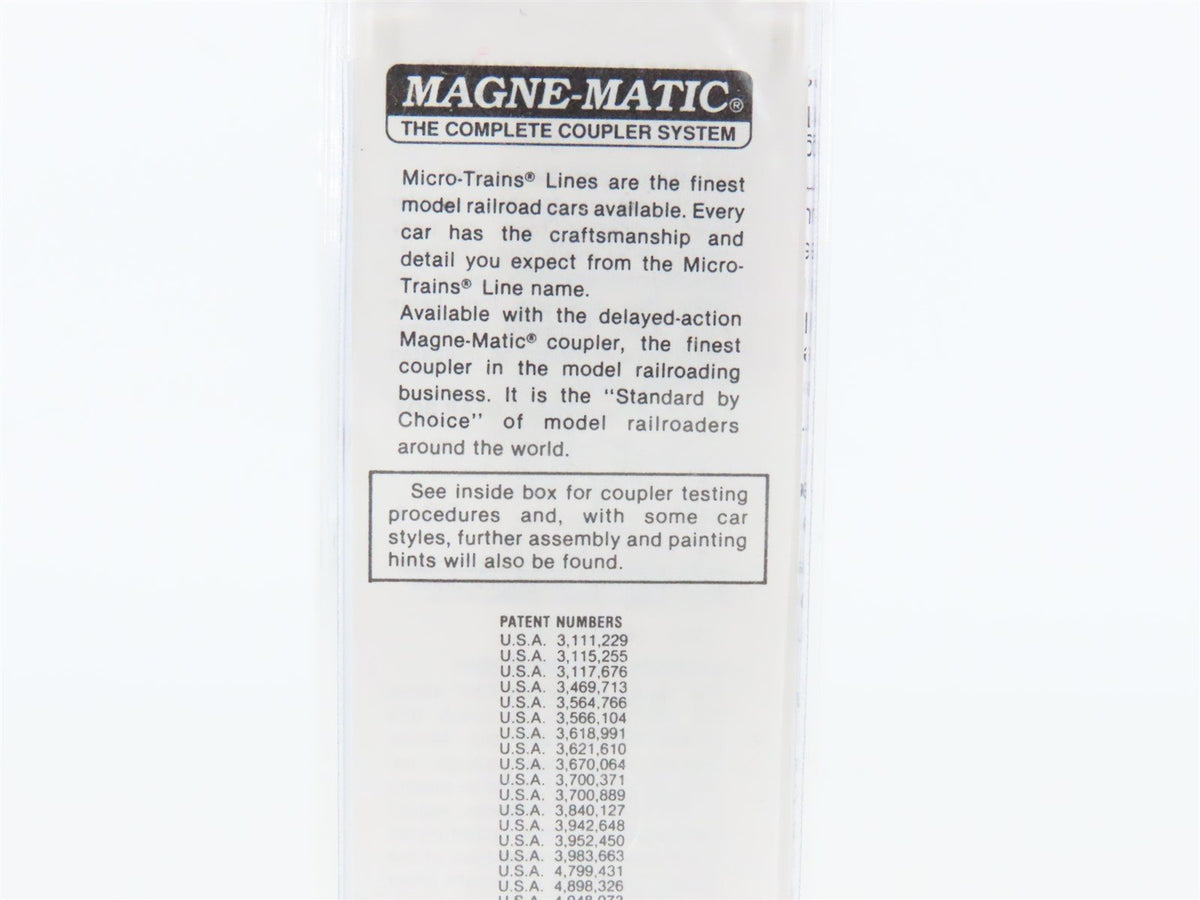 MAGNE-MATIC®
THE COMPLETE COUPLER SYSTEM
Micro-Trains® Lines are the finest
model railroad cars available. Every
car has the craftsmanship and
detail you expect from the Micro-
Trains® Line name.
Available with the delayed-action
Magne-Matic® coupler, the finest
coupler in the model railroading
business. It is the "Standard by
Choice" of model railroaders
around the world.
See inside box for coupler testing
procedures and, with some car
styles, further assembly and painting
hints will also be found.
PATENT NUMBERS
U.S.A. 3,111,229
U.S.A. 3,115,255
U.S.A. 3,117,676
U.S.A. 3,469,713
U.S.A. 3,564,766
U.S.A. 3,566,104
U.S.A. 3,618,991
U.S.A. 3,621,610
U.S.A. 3,670,064
U.S.A. 3,700,371
U.S.A. 3,700,889
U.S.A. 3,840,127
U.S.A. 3,942,648
U.S.A. 3,952,450
U.S.A. 3,983,663
U.S.A. 4,799,431
U.S.A. 4,898,326
U.S.A.